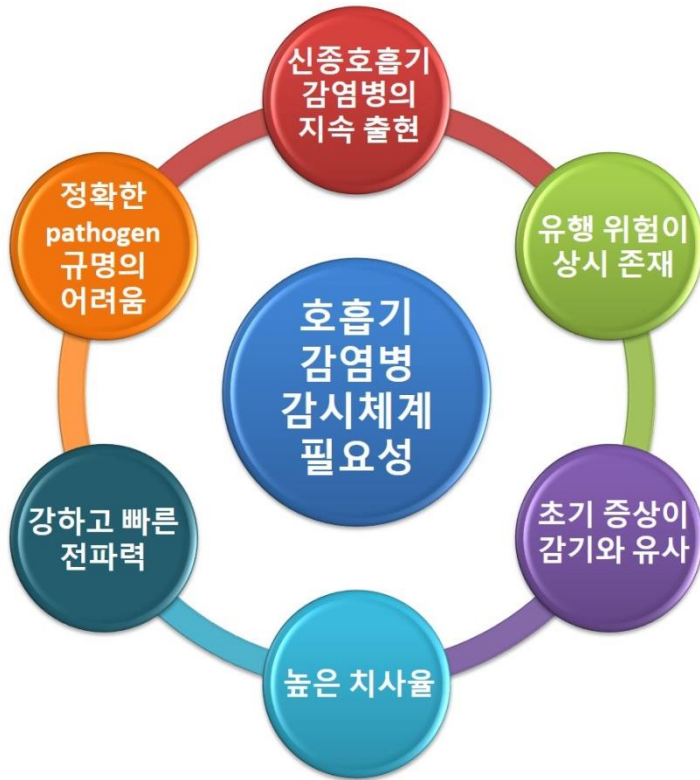 신종호흡기
감염병의
지속 출현
유행 위험이
상시 존재
초기 증상이
감기와 유사
높은 치사율
강하고 빠른
전파력
정확한
pathogen
규명의
어려움
호흡기
감염병
감시체계
필요성